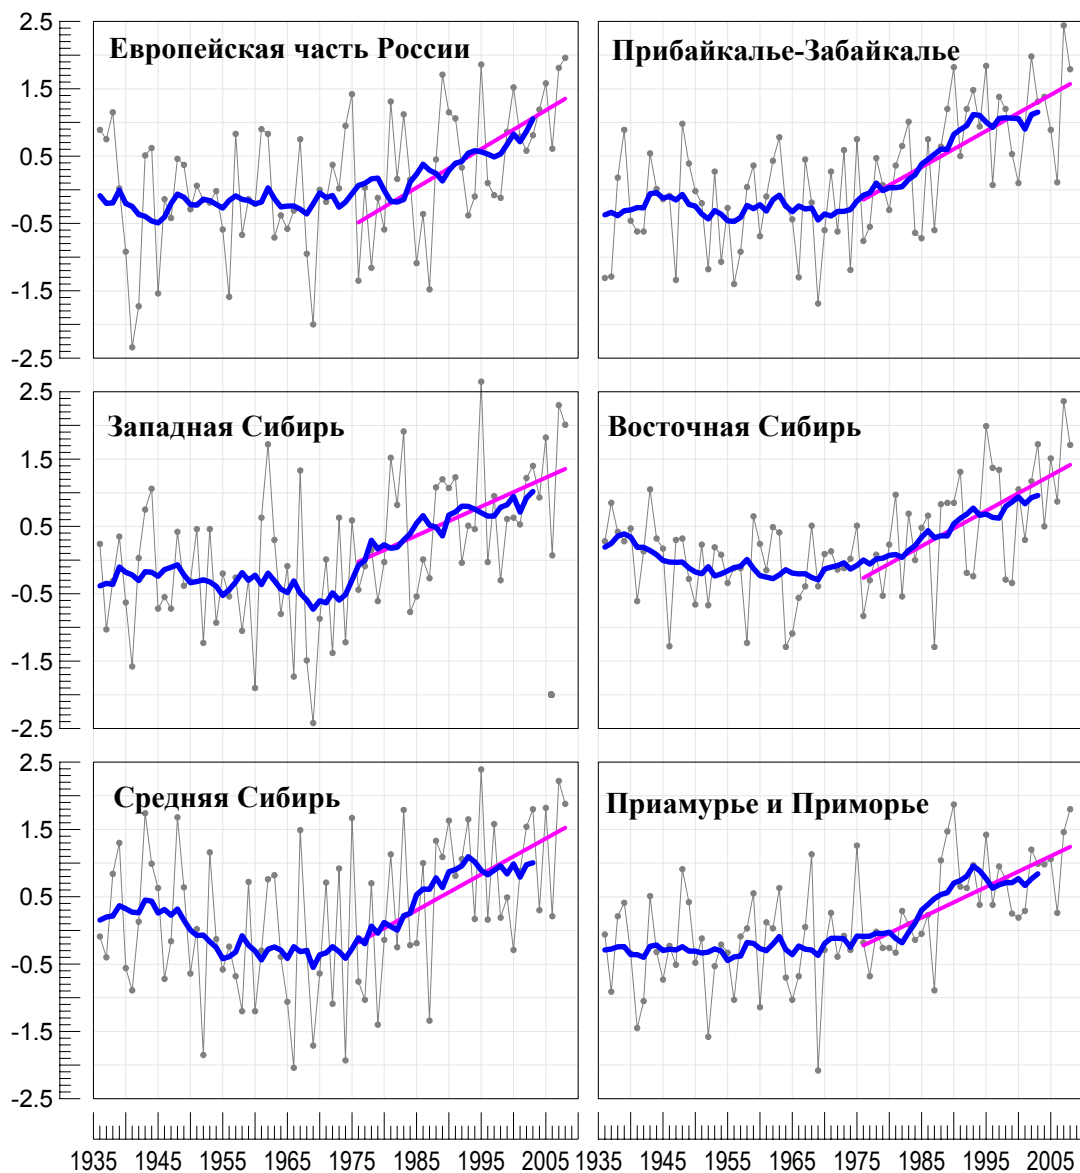 Европейская часть России
Прибайкалье-Забайкалье
2.5
1.5
0.5
-0.5
-1.5
-2.5
Западная Сибирь
Восточная Сибирь
2.5
1.5
0.5
-0.5
-1.5
-2.5
Средняя Сибирь
Приамурье и Приморье
2.5
1.5
0.5
-0.5
-1.5
-2.5
1935 1945 1955 1965 1975 1985 1995 2005
1935 1945 1955 1965 1975 1985 1995 2005